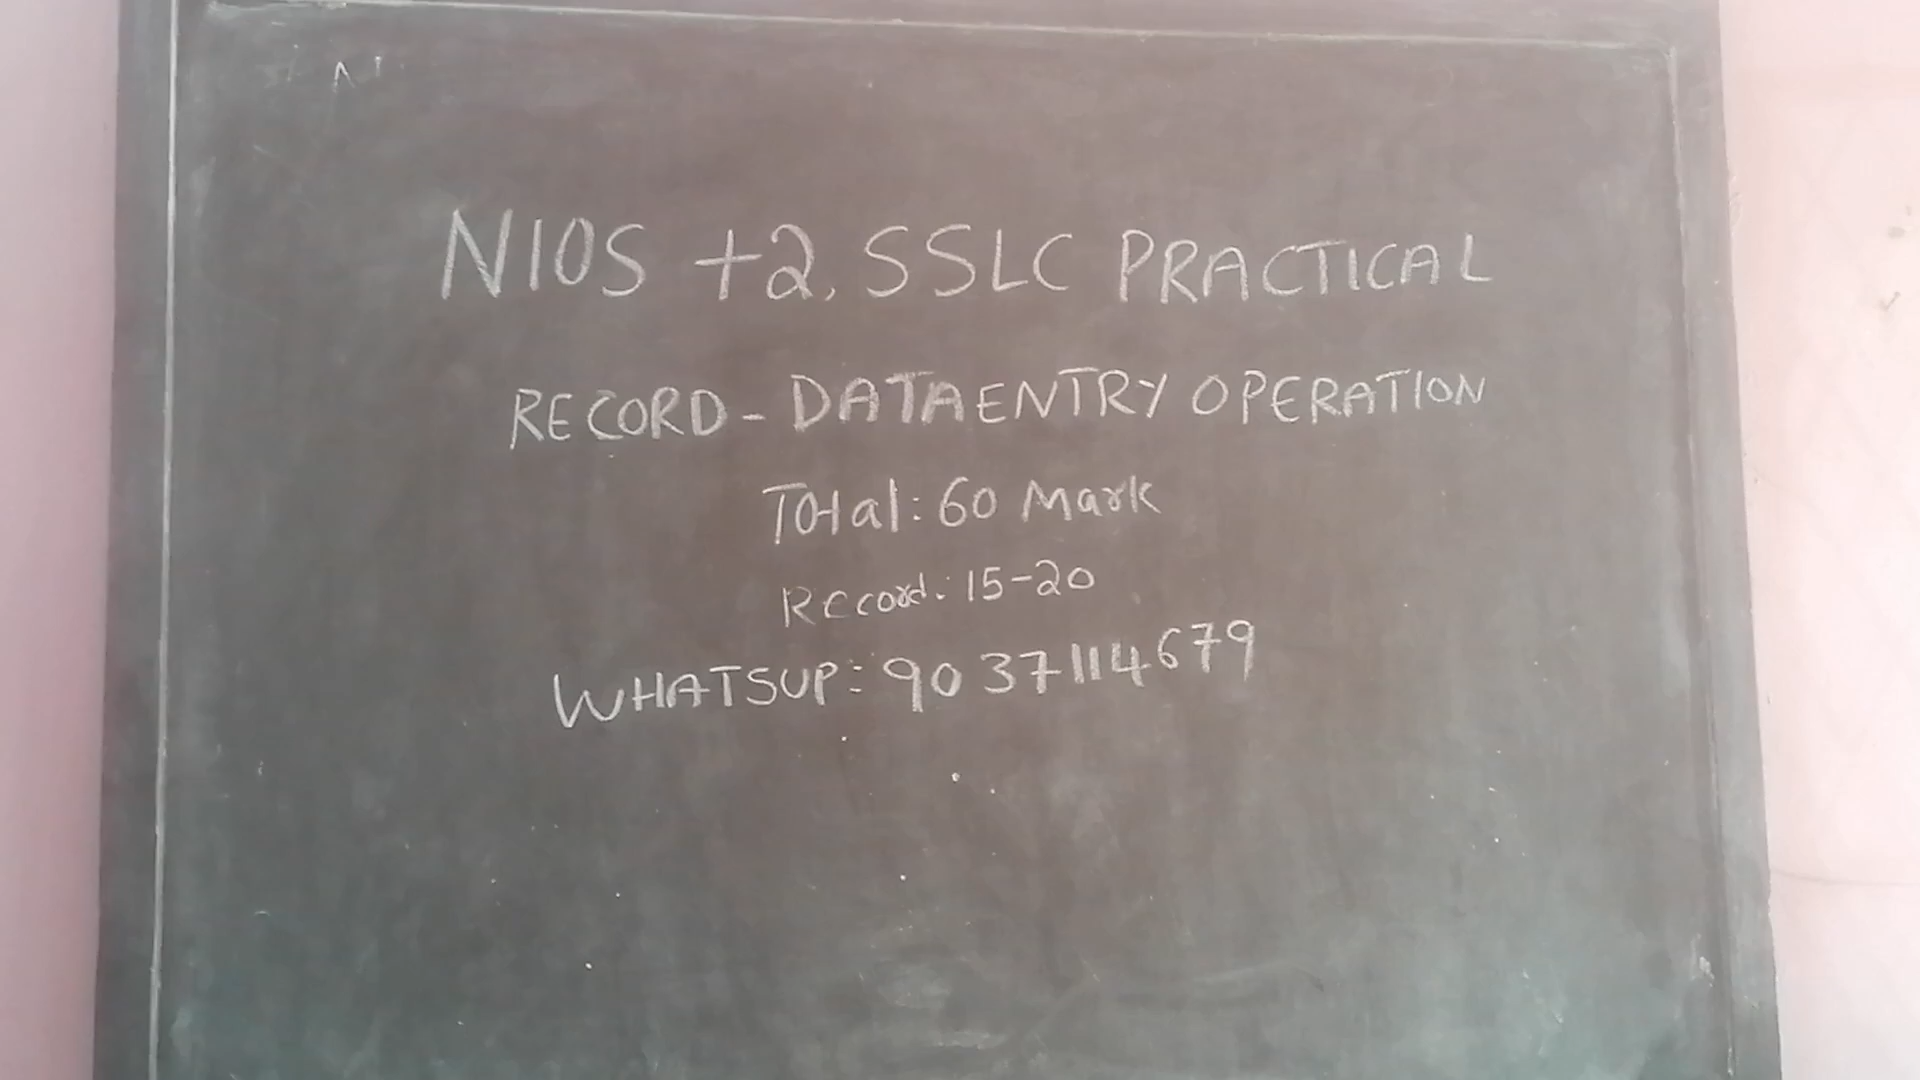 NIOS +2, SSLC PRACTICAL
RECORD - DATA ENTRY OPERATION
Total: 60 Mark
Record: 15-20
WHATSUP: 9037114679